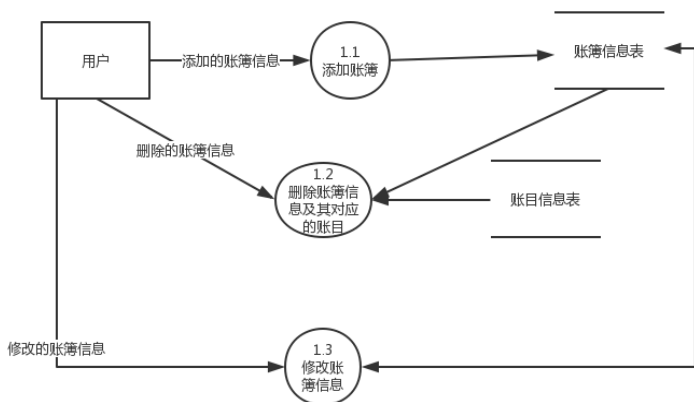 用户
添加的账簿信息
1.1
添加账簿
账簿信息表
删除的账簿信息
1.2
删除账簿信
息及其对应
的账目
账目信息表
修改的账簿信息
1.3
修改账
簿信息